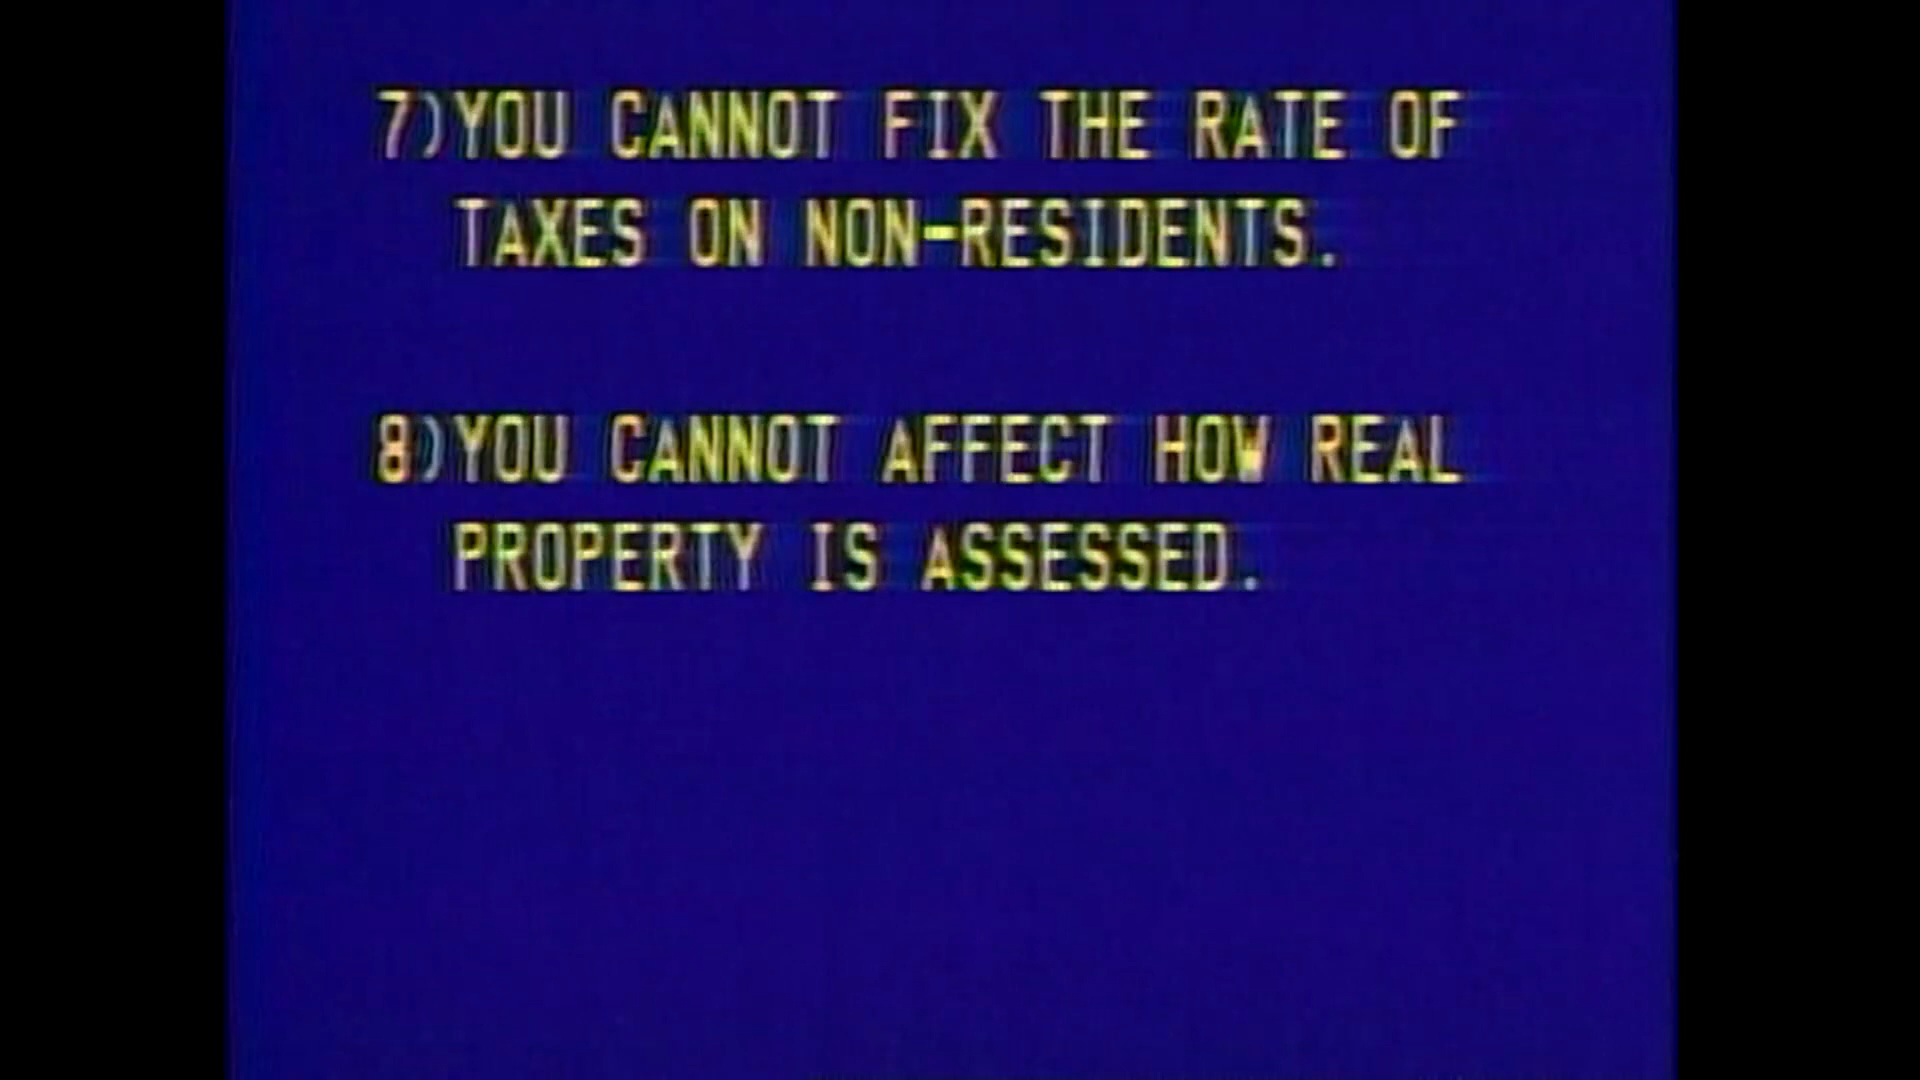 7)YOU CANNOT FIX THE RATE OF
TAXES ON NON-RESIDENTS.
8)YOU CANNOT AFFECT HOW REAL
PROPERTY IS ASSESSED.